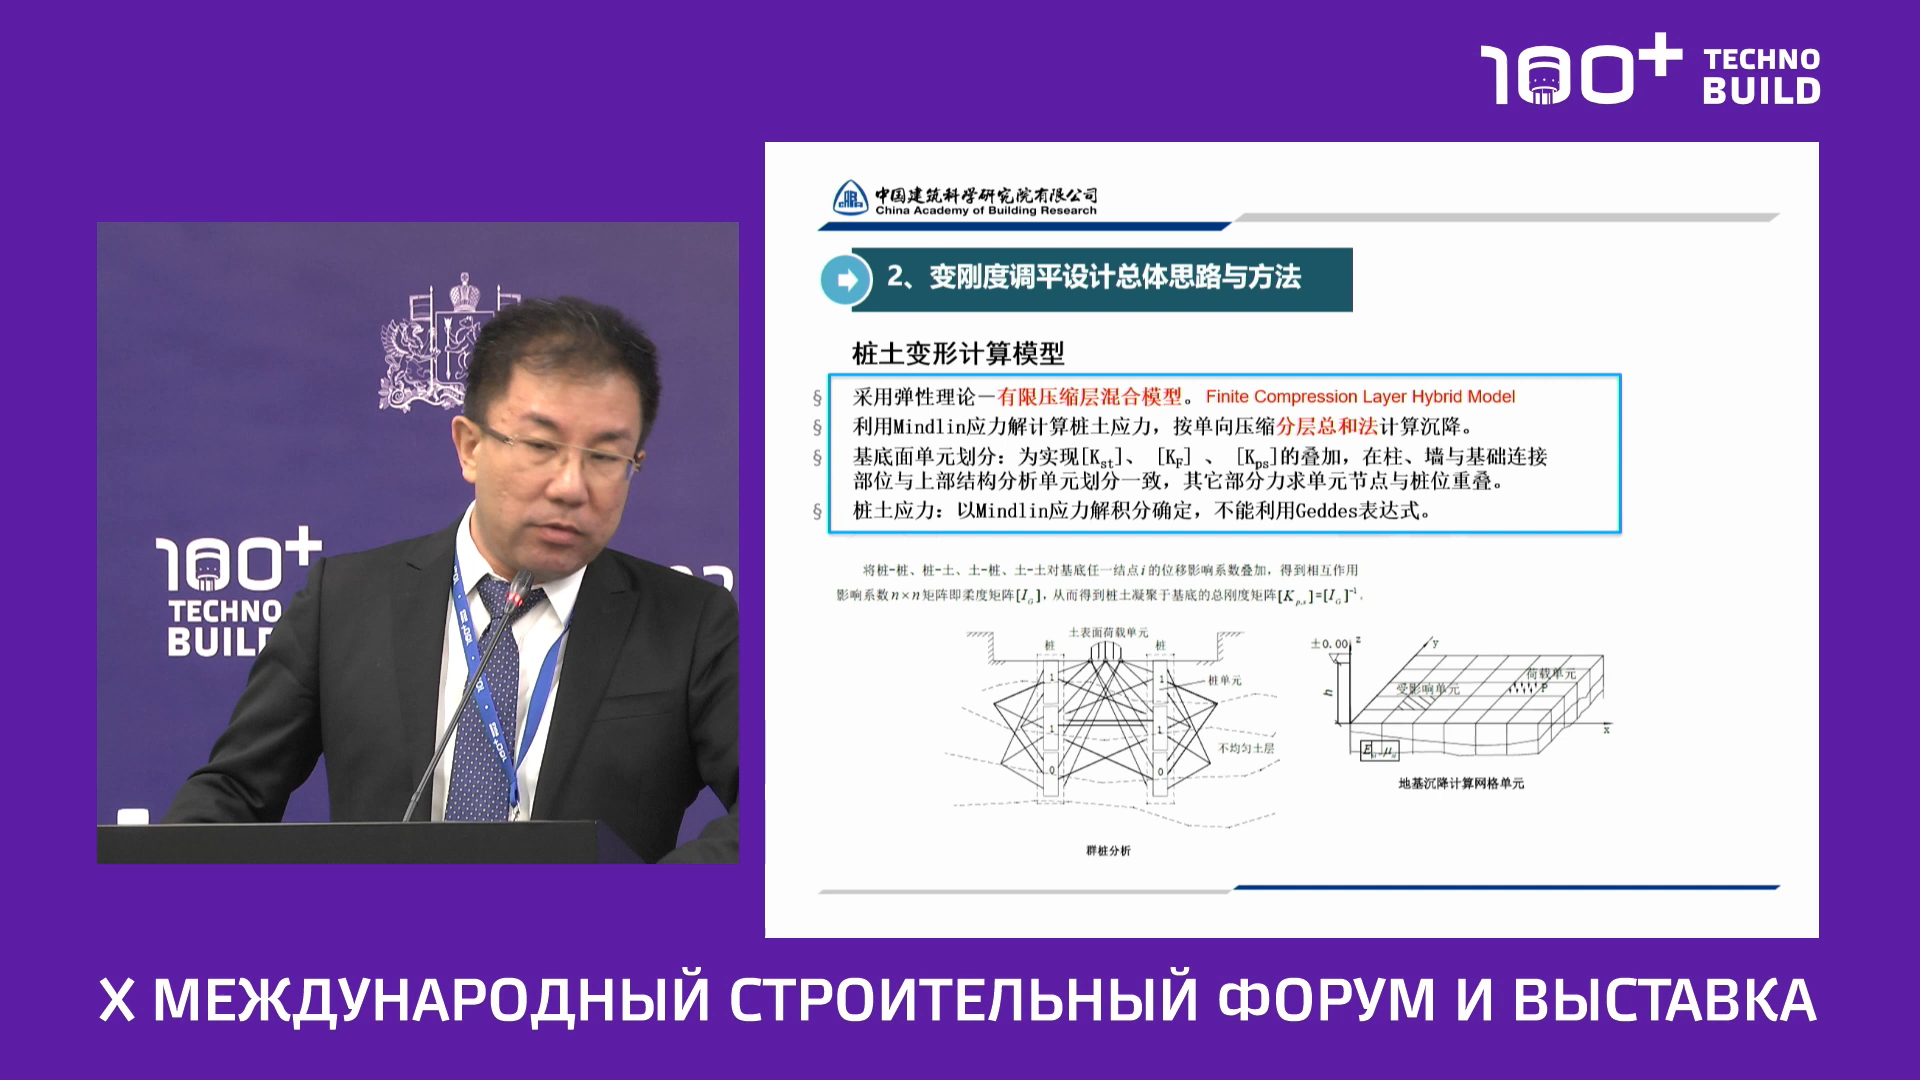 100+ TECHNO
BUILD
100+
TECHNO
BUILD
中国建筑科学研究院有限公司
China Academy of Building Research
2、变刚度调平设计总体思路与方法
桩土变形计算模型
§ 采用弹性理论—有限压缩层混合模型。Finite Compression Layer Hybrid Model
§ 利用Mindlin应力解计算桩土应力，按单向压缩分层总和法计算沉降。
§ 基底面单元划分：为实现[Kst]、 [KF] 、 [Kps]的叠加，在柱、墙与基础连接
部位与上部结构分析单元划分一致，其它部分力求单元节点与桩位重叠。
§ 桩土应力：以Mindlin应力解积分确定，不能利用Geddes表达式。
将桩-桩、桩-土、土-桩、土-土对基底任一结点i的位移影响系数叠加，得到相互作用
影响系数n×n矩阵即柔度矩阵[IG]，从而得到桩土凝聚于基底的总刚度矩阵[Kp,s]=[IG]-1.
土表面荷载单元
桩 桩
1 1
桩单元
1 1
不均匀土层
0 0
群桩分析
±0.00 z
y
荷载单元
受影响单元 P
h
x
地基沉降计算网格单元
X МЕЖДУНАРОДНЫЙ СТРОИТЕЛЬНЫЙ ФОРУМ И ВЫСТАВКА